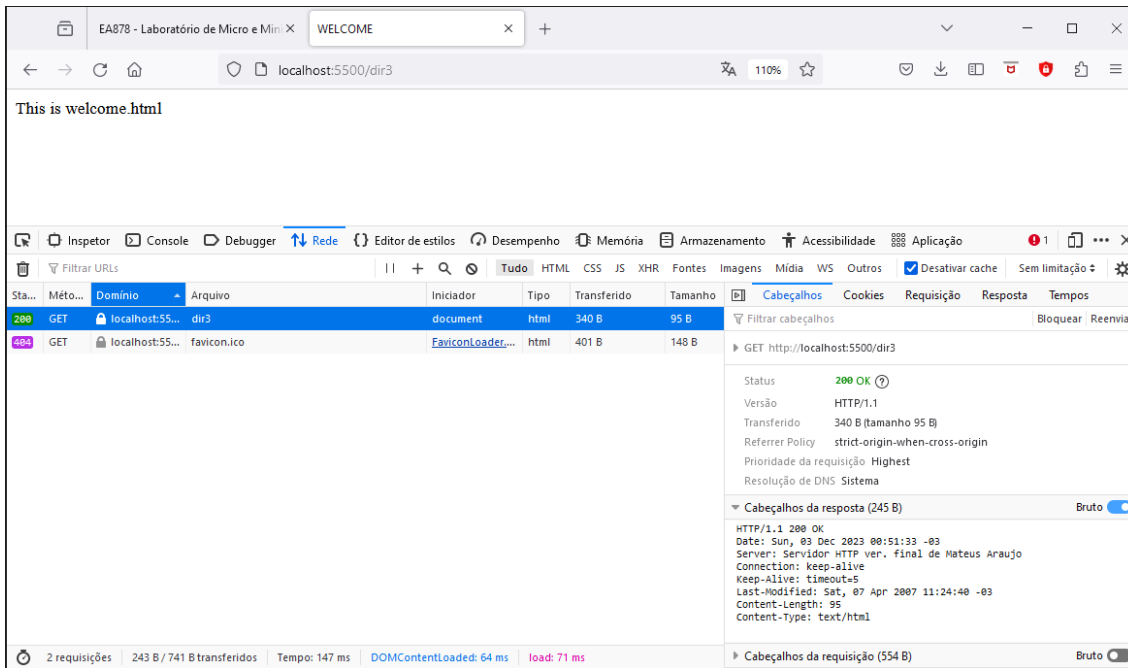 EA878 - Laboratório de Micro e Mini
WELCOME
localhost:5500/dir3
110%
This is welcome.html
Inspetor Console Debugger Rede Editor de estilos Desempenho Memória Armazenamento Acessibilidade Aplicação 1
Filtrar URLs Tudo HTML CSS JS XHR Fontes Imagens Mídia WS Outros Desativar cache Sem limitação
Sta... Méto... Domínio Arquivo Iniciador Tipo Transferido Tamanho Cabeçalhos Cookies Requisição Resposta Tempos
200 GET localhost:55... dir3 document html 340 B 95 B
Filtrar cabeçalhos Bloquear Reenvia
404 GET localhost:55... favicon.ico FaviconLoader.... html 401 B 148 B
GET http://localhost:5500/dir3
Status 200 OK ?
Versão HTTP/1.1
Transferido 340 B (tamanho 95 B)
Referrer Policy strict-origin-when-cross-origin
Prioridade da requisição Highest
Resolução de DNS Sistema
Cabeçalhos da resposta (245 B) Bruto
HTTP/1.1 200 OK
Date: Sun, 03 Dec 2023 00:51:33 -03
Server: Servidor HTTP ver. final de Mateus Araujo
Connection: keep-alive
Keep-Alive: timeout=5
Last-Modified: Sat, 07 Apr 2007 11:24:40 -03
Content-Length: 95
Content-Type: text/html
2 requisições 243 B / 741 B transferidos Tempo: 147 ms DOMContentLoaded: 64 ms load: 71 ms
Cabeçalhos da requisição (554 B) Bruto